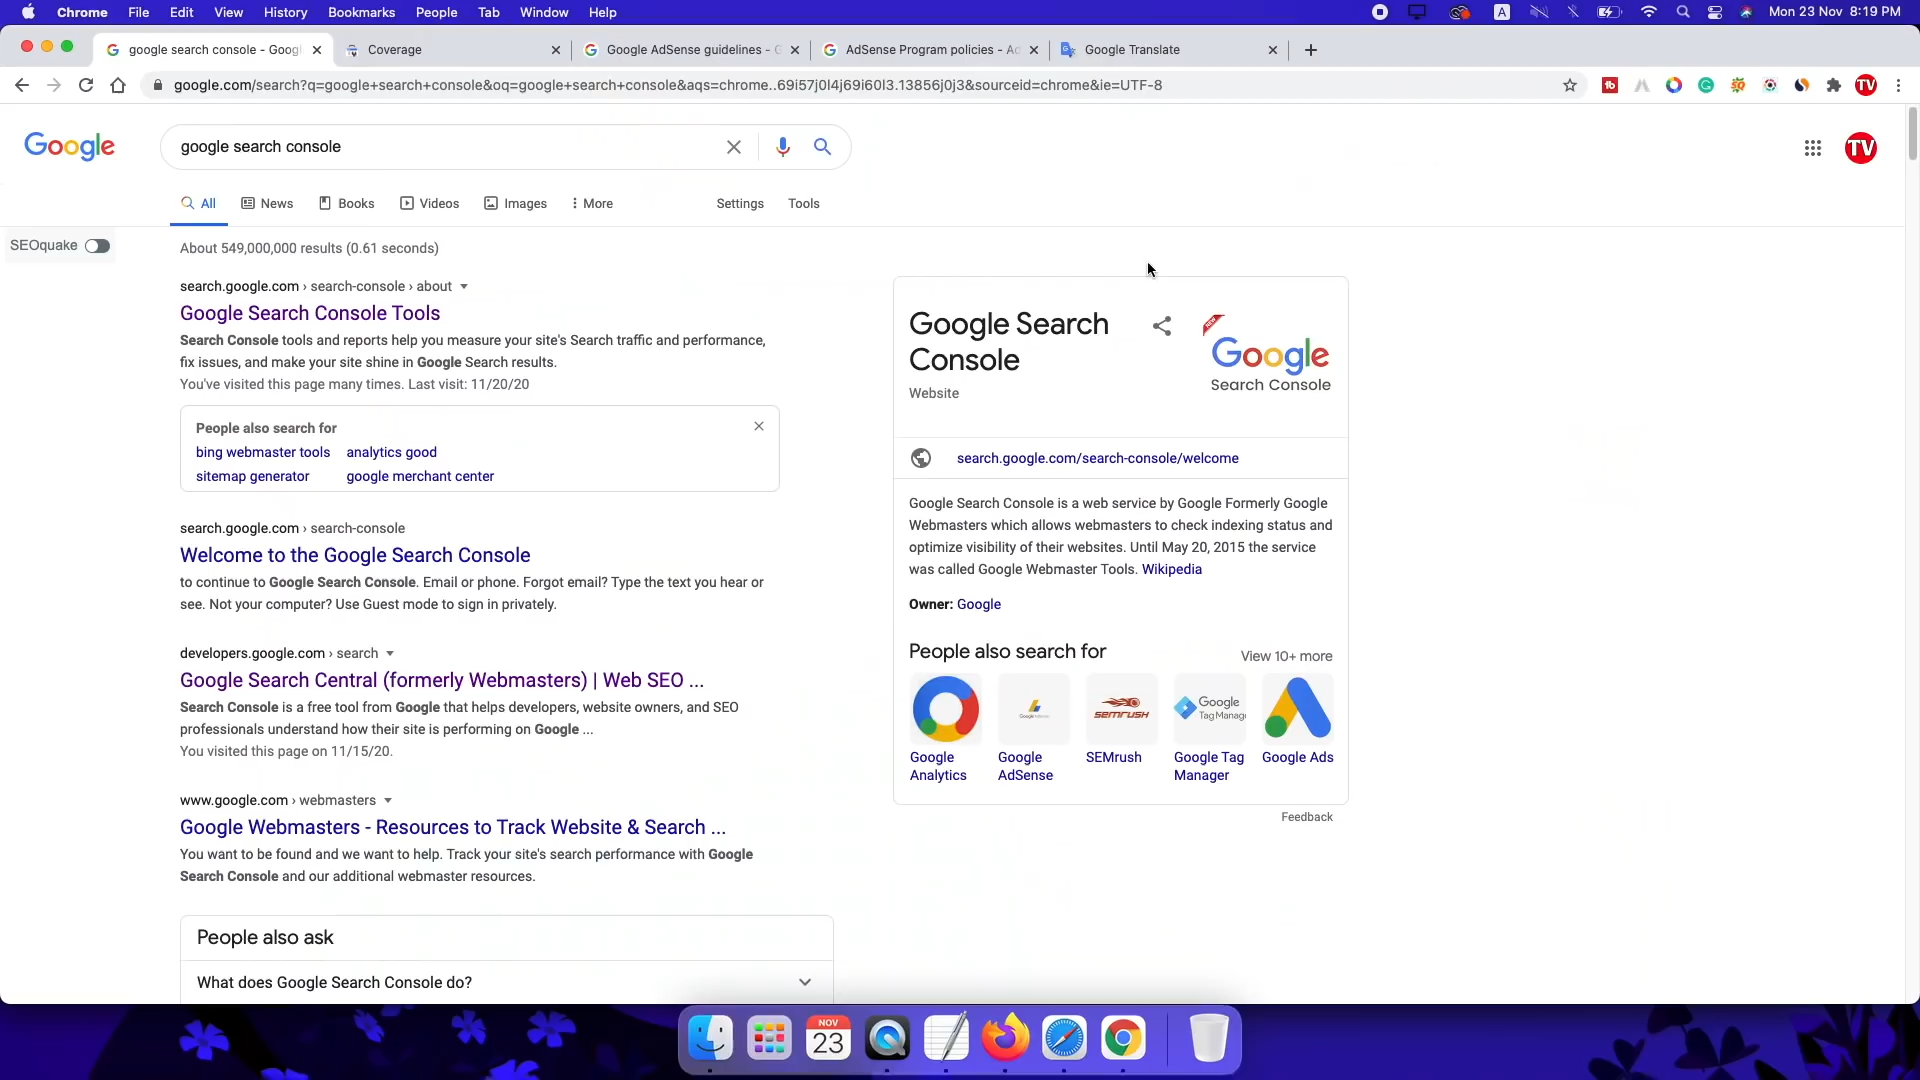 Chrome File Edit View History Bookmarks People Tab Window Help
A
Mon 23 Nov 8:19 PM
google search console - Goog
Coverage
Google AdSense guidelines - G
AdSense Program policies - Ad
Google Translate
google.com/search?q=google+search+console&oq=google+search+console&aqs=chrome..69i57j0l4j69i60l3.13856j0j3&sourceid=chrome&ie=UTF-8
TV
Google
google search console
TV
All News Books Videos Images More Settings Tools
SEOquake
About 549,000,000 results (0.61 seconds)
search.google.com › search-console › about
Google Search Console Tools
Search Console tools and reports help you measure your site's Search traffic and performance,
fix issues, and make your site shine in Google Search results.
You've visited this page many times. Last visit: 11/20/20
People also search for
bing webmaster tools analytics good
sitemap generator google merchant center
search.google.com › search-console
Welcome to the Google Search Console
to continue to Google Search Console. Email or phone. Forgot email? Type the text you hear or
see. Not your computer? Use Guest mode to sign in privately.
developers.google.com › search
Google Search Central (formerly Webmasters) | Web SEO ...
Search Console is a free tool from Google that helps developers, website owners, and SEO
professionals understand how their site is performing on Google ...
You visited this page on 11/15/20.
www.google.com › webmasters
Google Webmasters - Resources to Track Website & Search ...
You want to be found and we want to help. Track your site's search performance with Google
Search Console and our additional webmaster resources.
People also ask
What does Google Search Console do?
Google Search
Console
Website
NEW
Google
Search Console
search.google.com/search-console/welcome
Google Search Console is a web service by Google Formerly Google
Webmasters which allows webmasters to check indexing status and
optimize visibility of their websites. Until May 20, 2015 the service
was called Google Webmaster Tools. Wikipedia
Owner: Google
People also search for
View 10+ more
SEMRUSH
Google
Tag Manag
Google
Analytics
Google
AdSense
SEMrush
Google Tag
Manager
Google Ads
Feedback
NOV
23